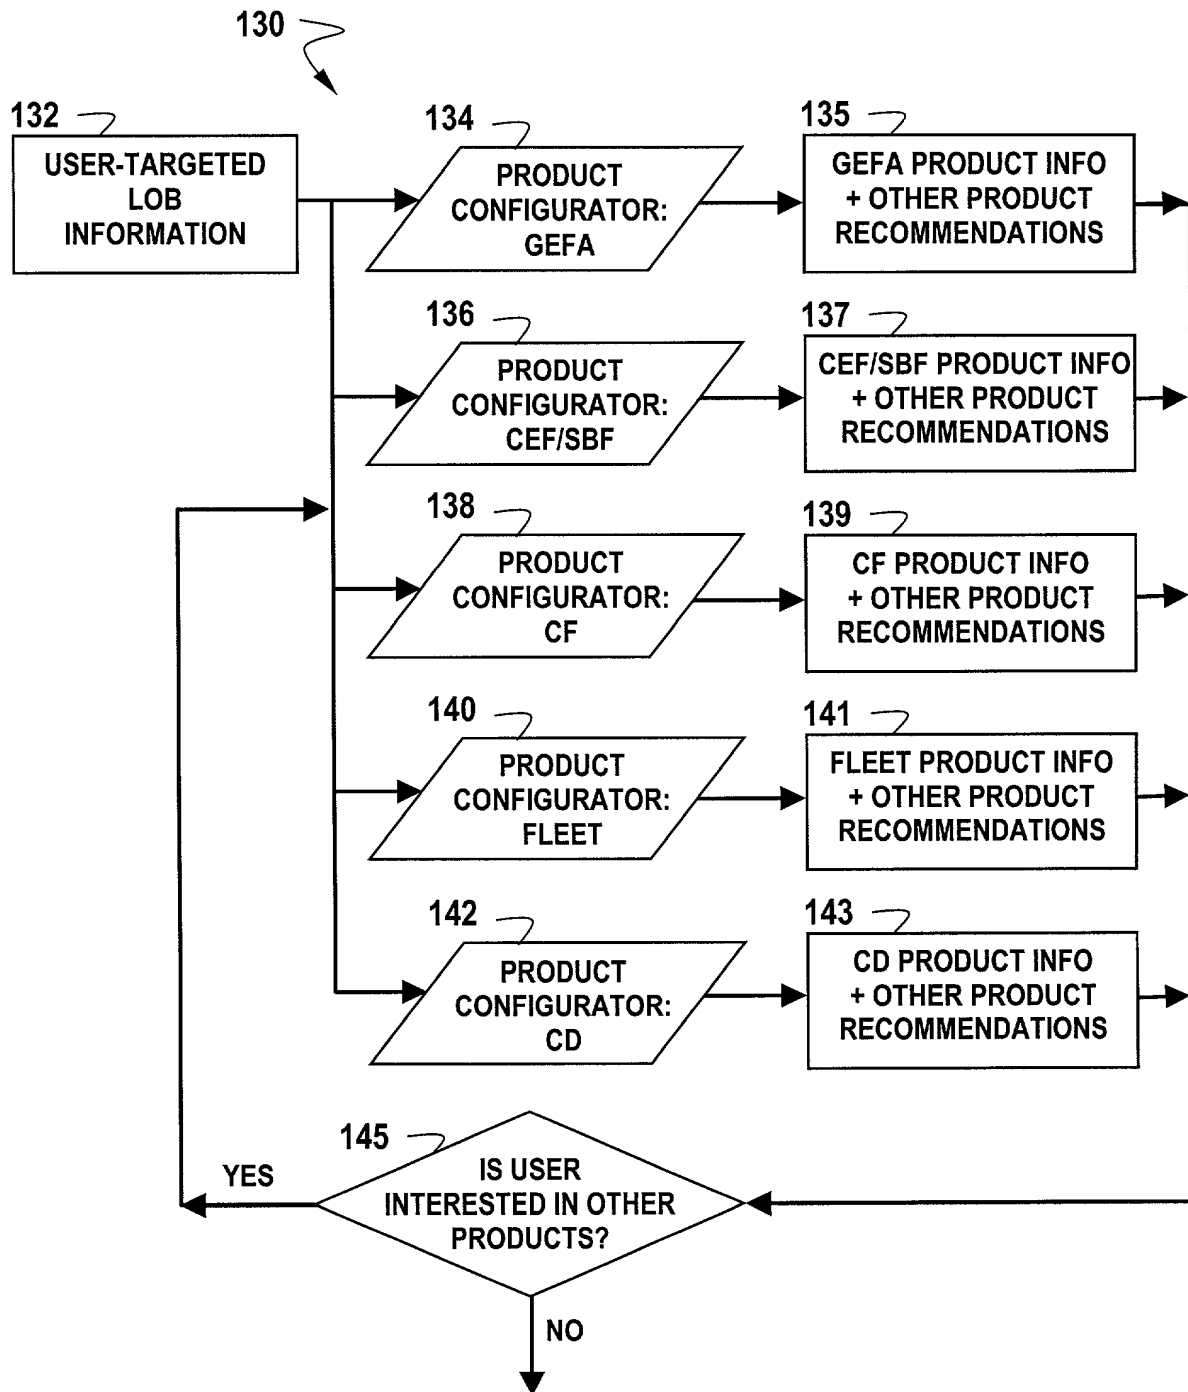 130
132
USER-TARGETED
LOB
INFORMATION
134
PRODUCT
CONFIGURATOR:
GEFA
135
GEFA PRODUCT INFO
+ OTHER PRODUCT
RECOMMENDATIONS
136
PRODUCT
CONFIGURATOR:
CEF/SBF
137
CEF/SBF PRODUCT INFO
+ OTHER PRODUCT
RECOMMENDATIONS
138
PRODUCT
CONFIGURATOR:
CF
139
CF PRODUCT INFO
+ OTHER PRODUCT
RECOMMENDATIONS
140
PRODUCT
CONFIGURATOR:
FLEET
141
FLEET PRODUCT INFO
+ OTHER PRODUCT
RECOMMENDATIONS
142
PRODUCT
CONFIGURATOR:
CD
143
CD PRODUCT INFO
+ OTHER PRODUCT
RECOMMENDATIONS
145
IS USER
INTERESTED IN OTHER
PRODUCTS?
YES
NO